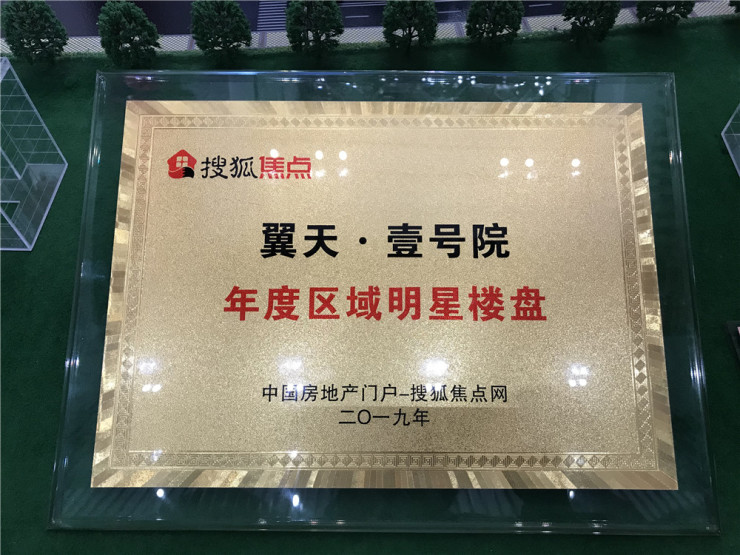 搜狐焦点
翼天·壹号院
年度区域明星楼盘
中国房地产门户-搜狐焦点网
二O一九年